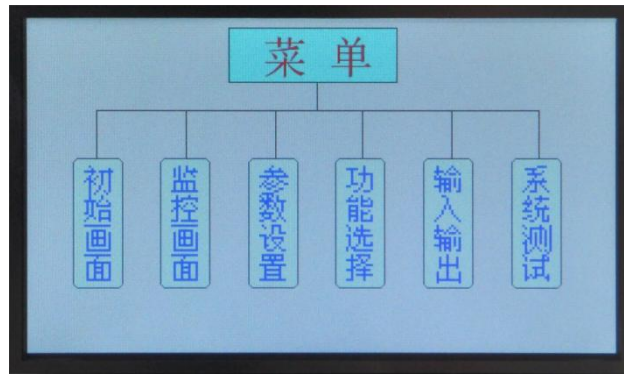 菜 单
初始画面
监控画面
参数设置
功能选择
输入输出
系统测试